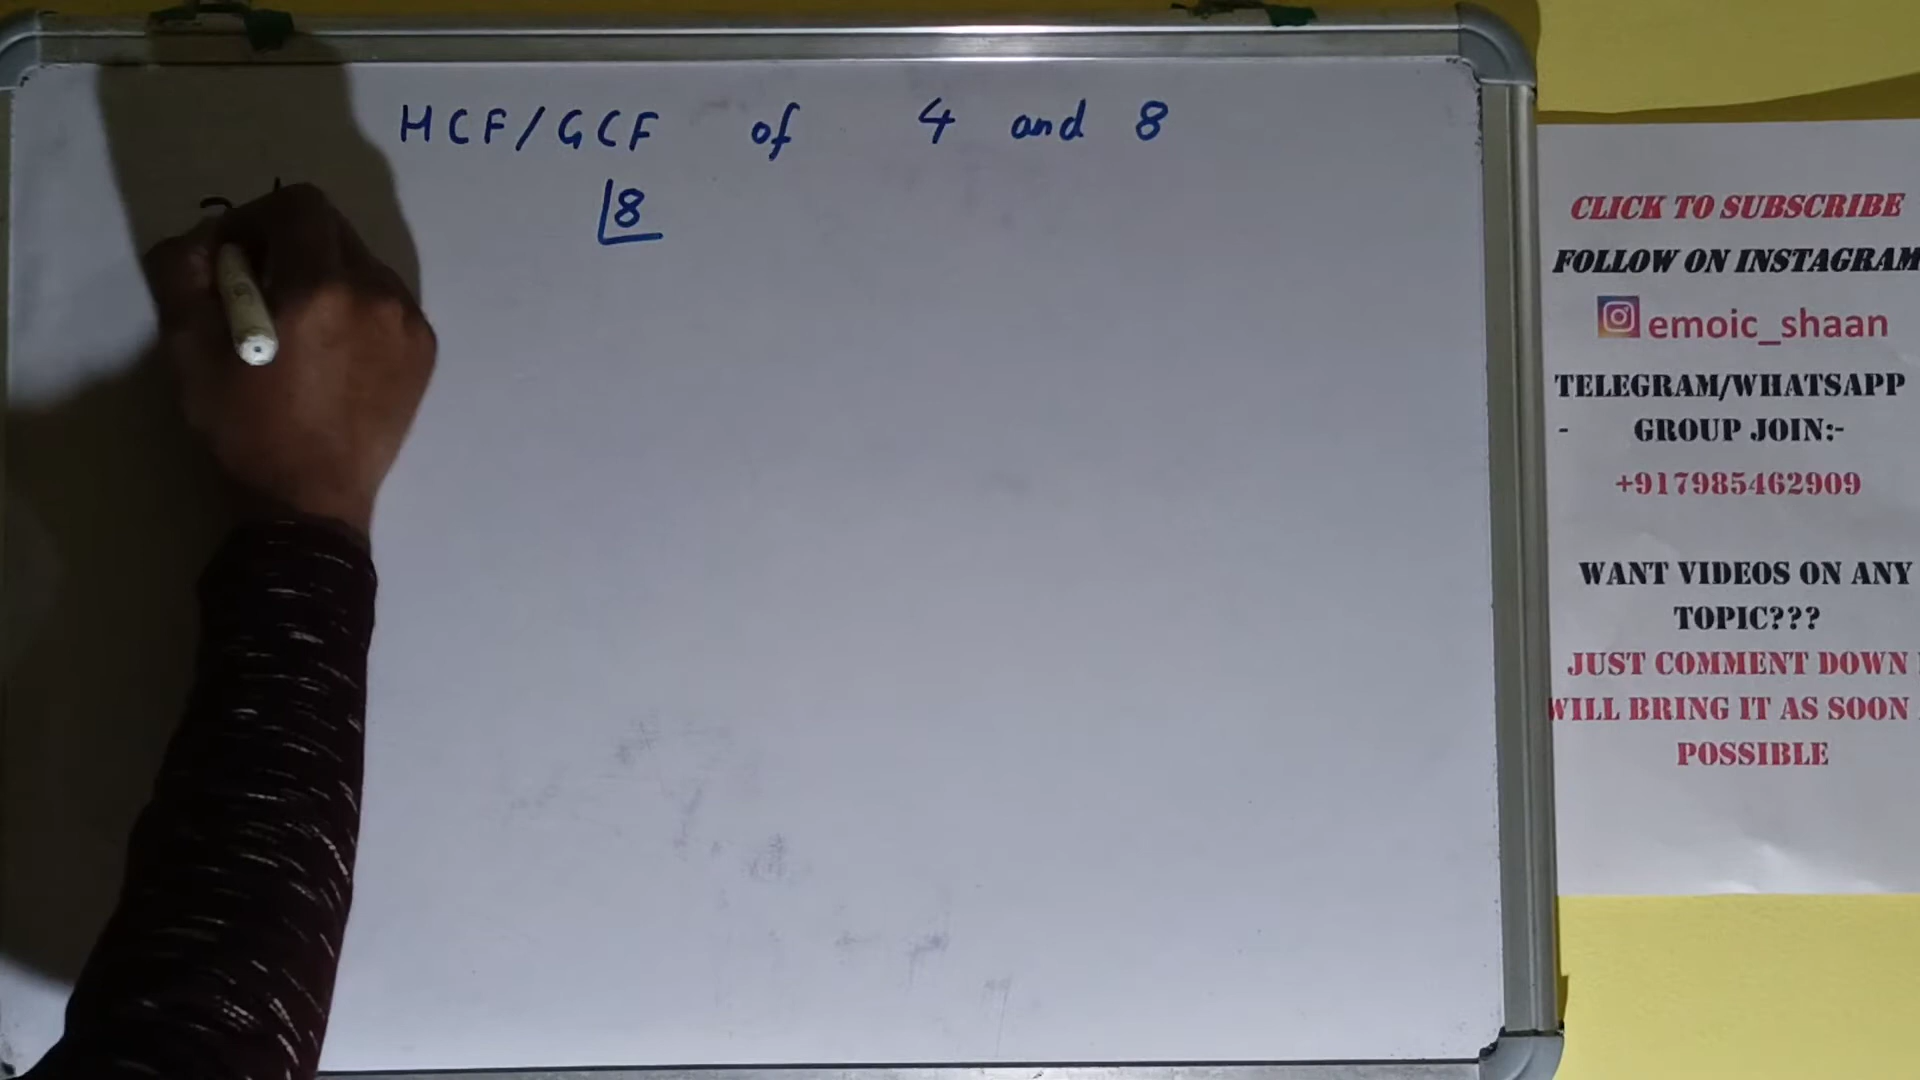 HCF/GCF of 4 and 8
8
CLICK TO SUBSCRIBE
FOLLOW ON INSTAGRAM
emoic_shaan
TELEGRAM/WHATSAPP
- GROUP JOIN:-
+917985462909
WANT VIDEOS ON ANY
TOPIC???
JUST COMMENT DOWN
WILL BRING IT AS SOON
POSSIBLE